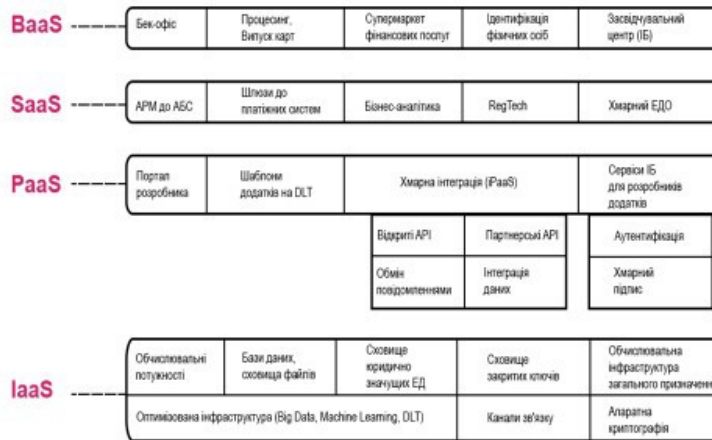 BaaS
Бек-офіс
Процесинг,
Випуск карт
Супермаркет
фінансових послуг
Ідентифікація
фізичних осіб
Засвідчувальний
центр (ІБ)
SaaS
АРМ до АБС
Шлюзи до
платіжних систем
Бізнес-аналітика
RegTech
Хмарний ЕДО
PaaS
Портал
розробника
Шаблони
додатків на DLT
Хмарна інтеграція (iPaaS)
Сервіси ІБ
для розробників
додатків
Відкриті API
Партнерські API
Аутентифікація
Обмін
повідомленнями
Інтеграція
даних
Хмарний
підпис
IaaS
Обчислювальні
потужності
Бази даних,
сховища файлів
Сховище
юридично
значущих ЕД
Сховище
закритих ключів
Обчислювальна
інфраструктура
загального призначенн
Оптимізована інфраструктура (Big Data, Machine Learning, DLT)
Канали зв'язку
Апаратна
криптографія